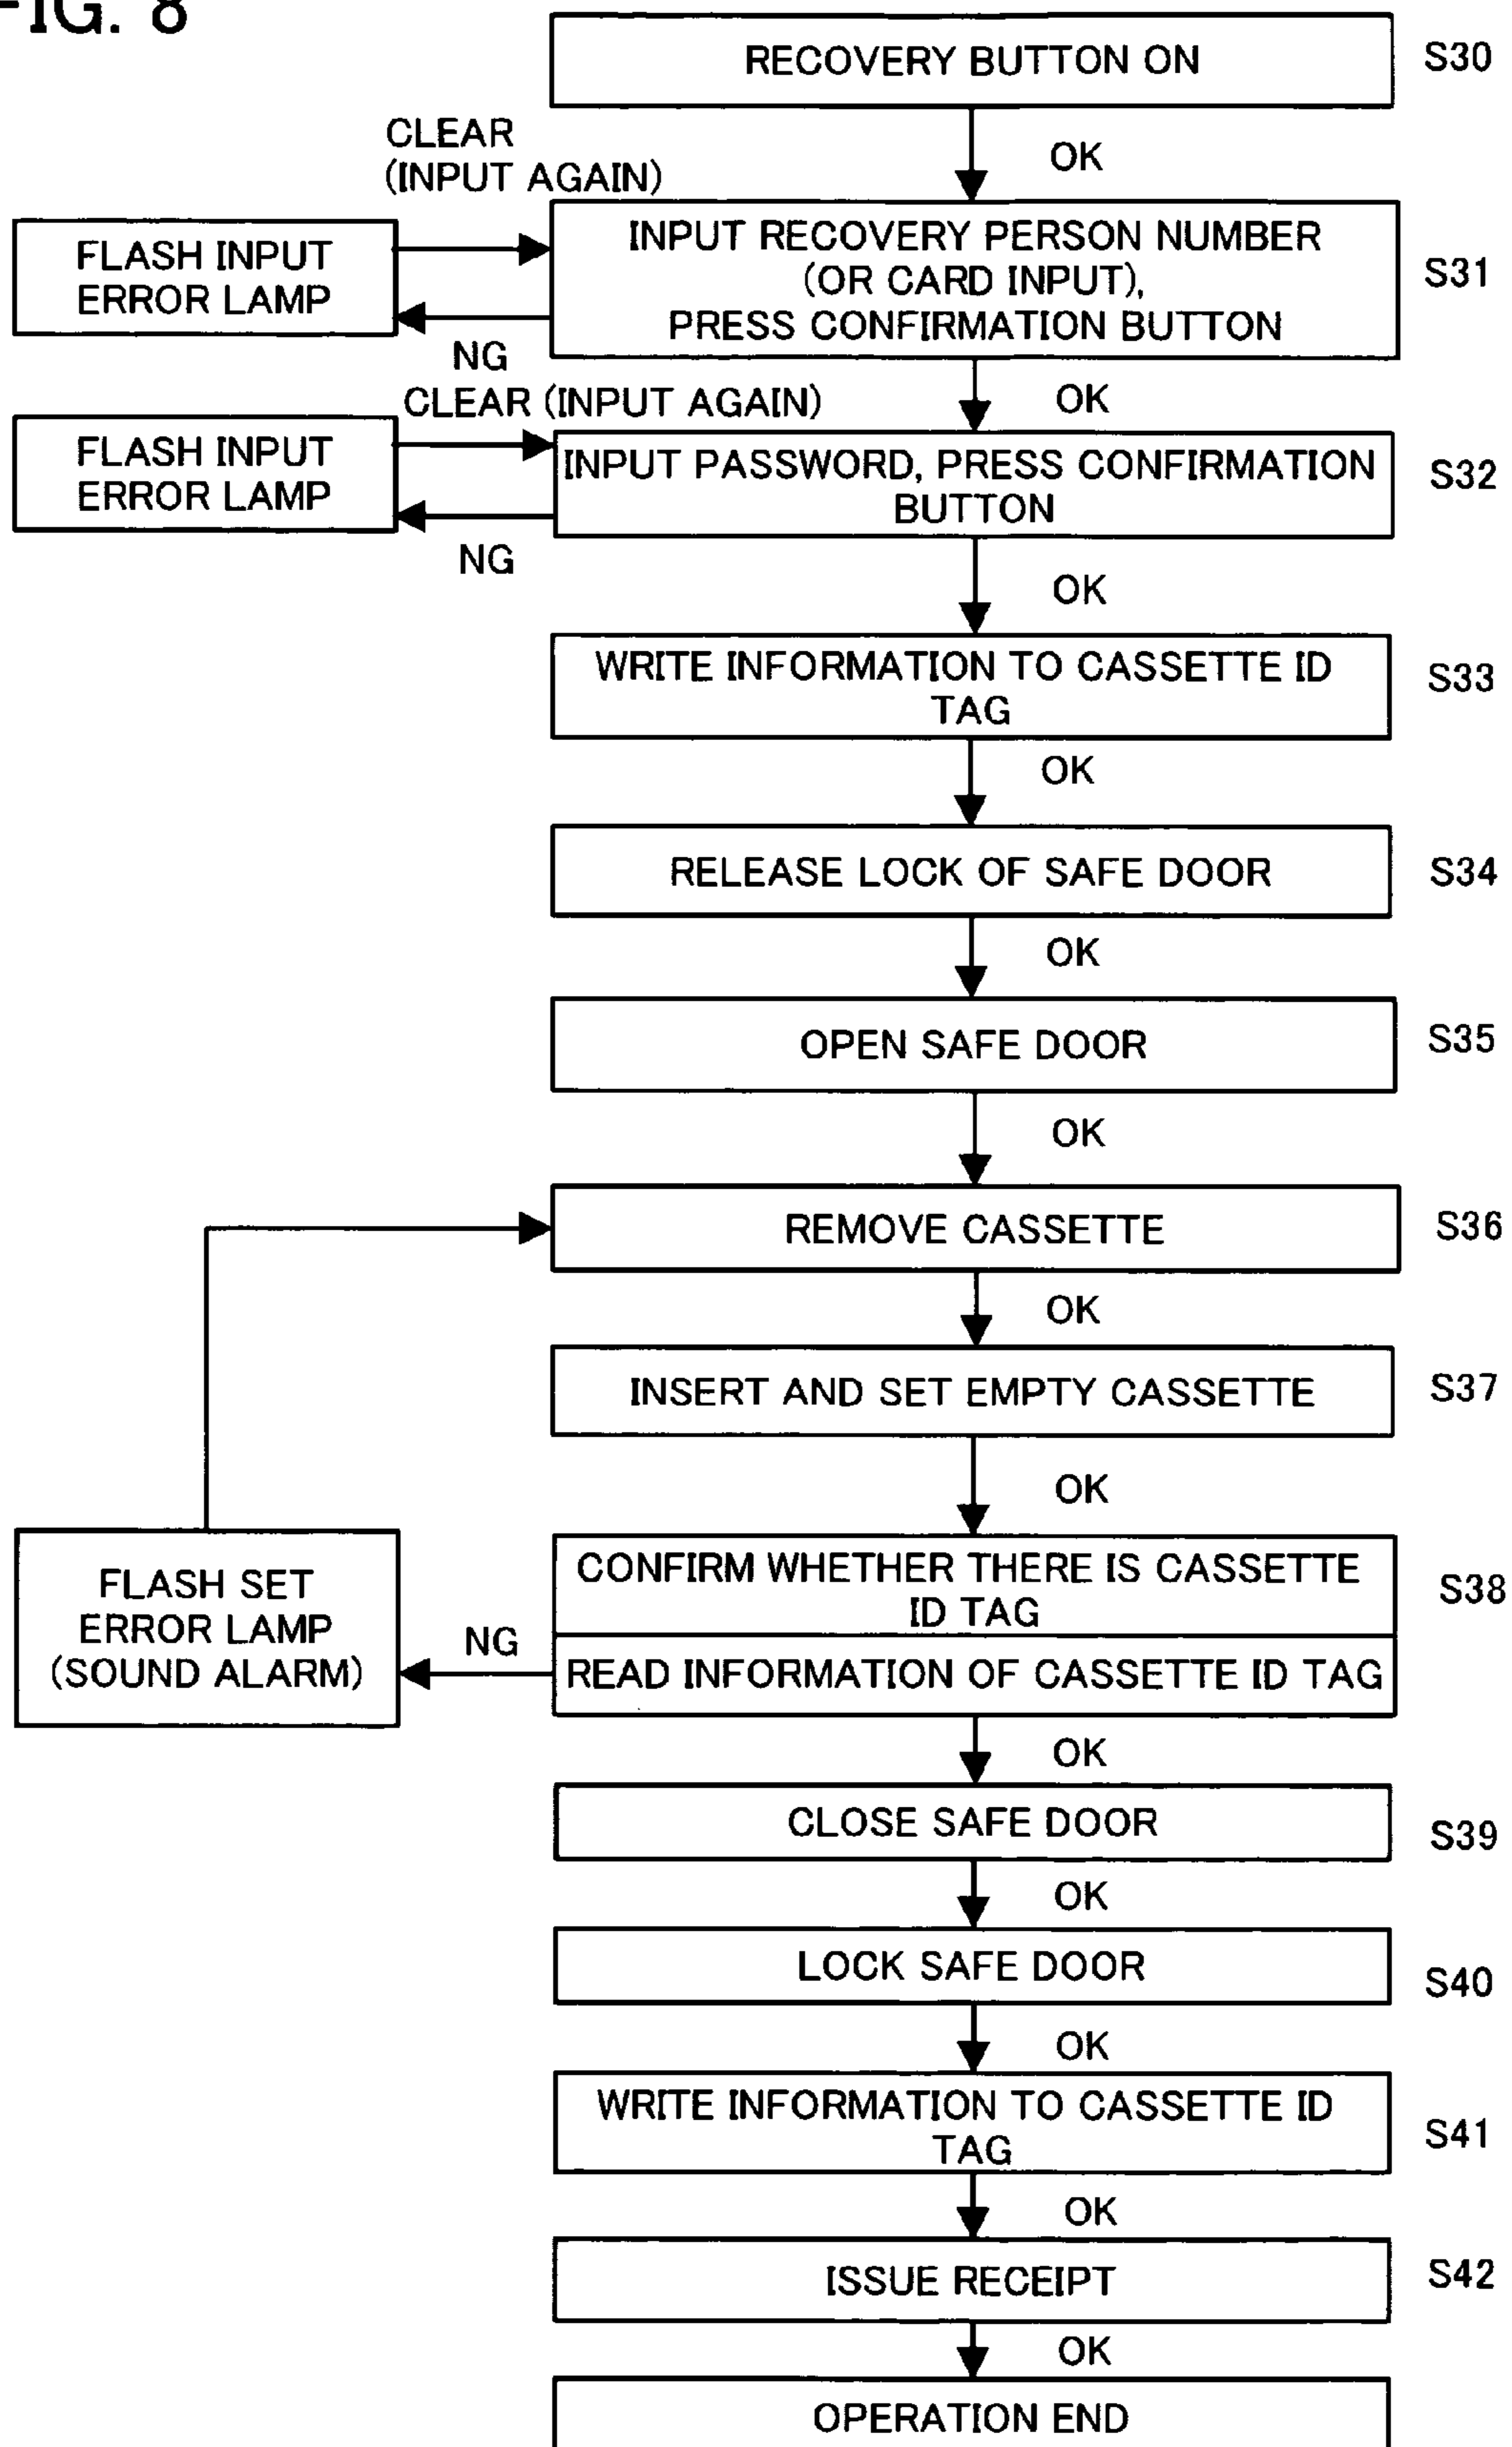 FIG. 8
RECOVERY BUTTON ON
S30
OK
CLEAR
(INPUT AGAIN)
FLASH INPUT
ERROR LAMP
INPUT RECOVERY PERSON NUMBER
(OR CARD INPUT),
PRESS CONFIRMATION BUTTON
S31
NG
OK
CLEAR (INPUT AGAIN)
FLASH INPUT
ERROR LAMP
INPUT PASSWORD, PRESS CONFIRMATION
BUTTON
S32
NG
OK
WRITE INFORMATION TO CASSETTE ID
TAG
S33
OK
RELEASE LOCK OF SAFE DOOR
S34
OK
OPEN SAFE DOOR
S35
OK
REMOVE CASSETTE
S36
OK
INSERT AND SET EMPTY CASSETTE
S37
OK
FLASH SET
ERROR LAMP
(SOUND ALARM)
NG
CONFIRM WHETHER THERE IS CASSETTE
ID TAG
READ INFORMATION OF CASSETTE ID TAG
S38
OK
CLOSE SAFE DOOR
S39
OK
LOCK SAFE DOOR
S40
OK
WRITE INFORMATION TO CASSETTE ID
TAG
S41
OK
ISSUE RECEIPT
S42
OK
OPERATION END